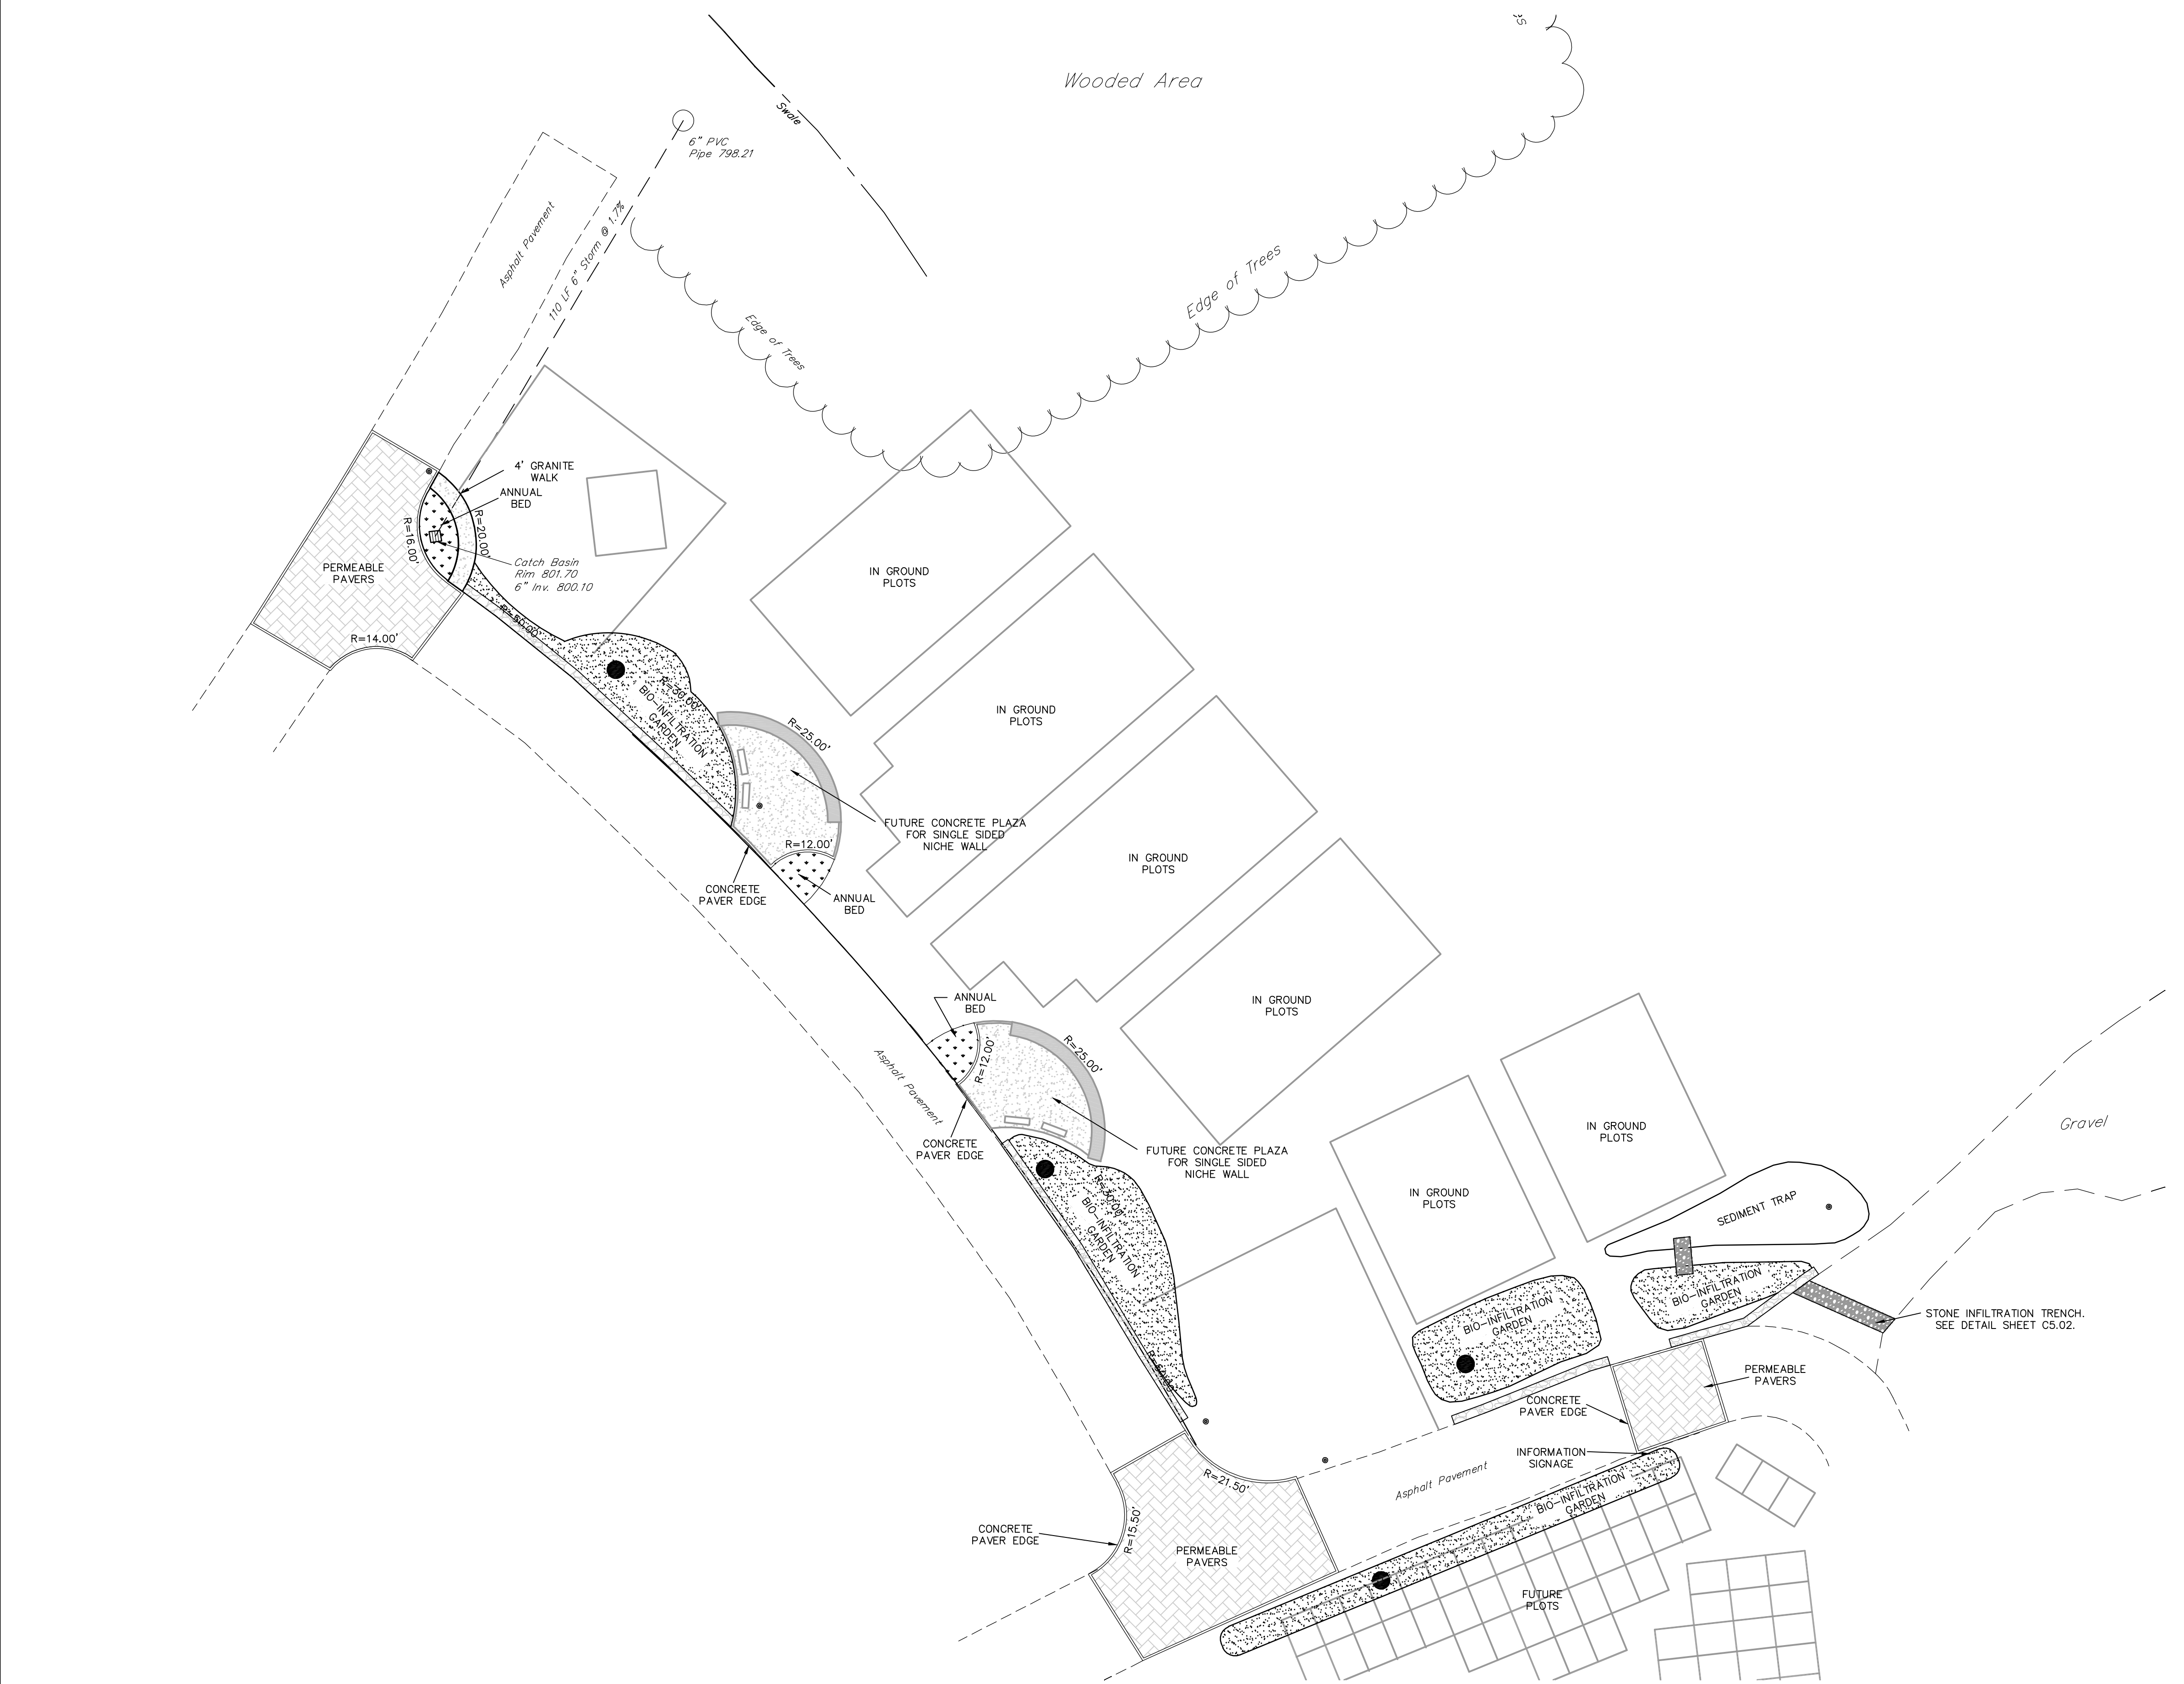 Wooded Area
Swale
6" PVC
Pipe 798.21
Asphalt Pavement
110 LF 6" Storm @ 1.7%
Edge of Trees
Edge of Trees
4' GRANITE
WALK
ANNUAL
BED
R=20.00'
R=16.00'
Catch Basin
Rim 801.70
6" Inv. 800.10
PERMEABLE
PAVERS
R=14.00'
R=50.00'
IN GROUND
PLOTS
R=30.00'
BIO-INFILTRATION
GARDEN
R=25.00'
IN GROUND
PLOTS
FUTURE CONCRETE PLAZA
FOR SINGLE SIDED
NICHE WALL
R=12.00'
CONCRETE
PAVER EDGE
ANNUAL
BED
IN GROUND
PLOTS
ANNUAL
BED
IN GROUND
PLOTS
R=12.00'
R=25.00'
Asphalt Pavement
CONCRETE
PAVER EDGE
FUTURE CONCRETE PLAZA
FOR SINGLE SIDED
NICHE WALL
IN GROUND
PLOTS
Gravel
R=30.00'
BIO-INFILTRATION
GARDEN
IN GROUND
PLOTS
SEDIMENT TRAP
BIO-INFILTRATION
GARDEN
BIO-INFILTRATION
GARDEN
STONE INFILTRATION TRENCH.
SEE DETAIL SHEET C5.02.
PERMEABLE
PAVERS
CONCRETE
PAVER EDGE
INFORMATION
SIGNAGE
Asphalt Pavement
R=21.50'
BIO-INFILTRATION
GARDEN
CONCRETE
PAVER EDGE
R=15.50'
PERMEABLE
PAVERS
FUTURE
PLOTS